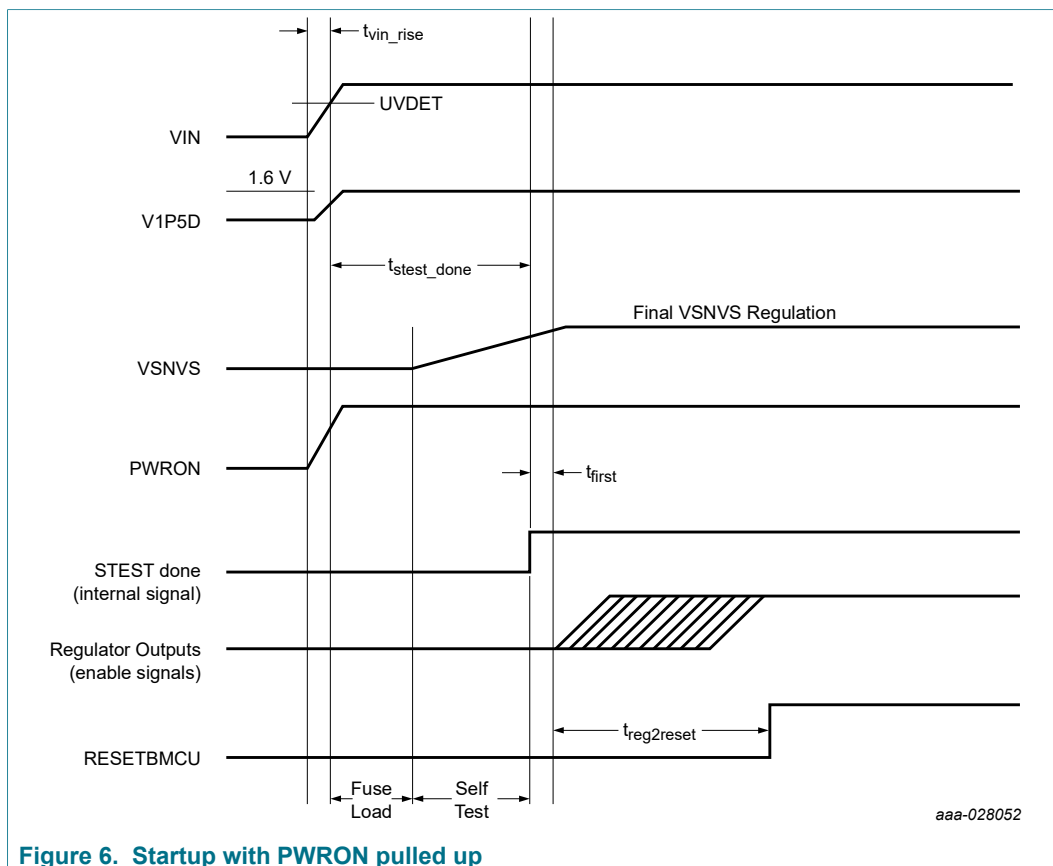 tvin_rise
UVDET
VIN
1.6 V
V1P5D
tstest_done
Final VSNVS Regulation
VSNVS
PWRON
tfirst
STEST done
(internal signal)
Regulator Outputs
(enable signals)
treg2reset
RESETBMCU
Fuse
Load
Self
Test
aaa-028052
Figure 6. Startup with PWRON pulled up